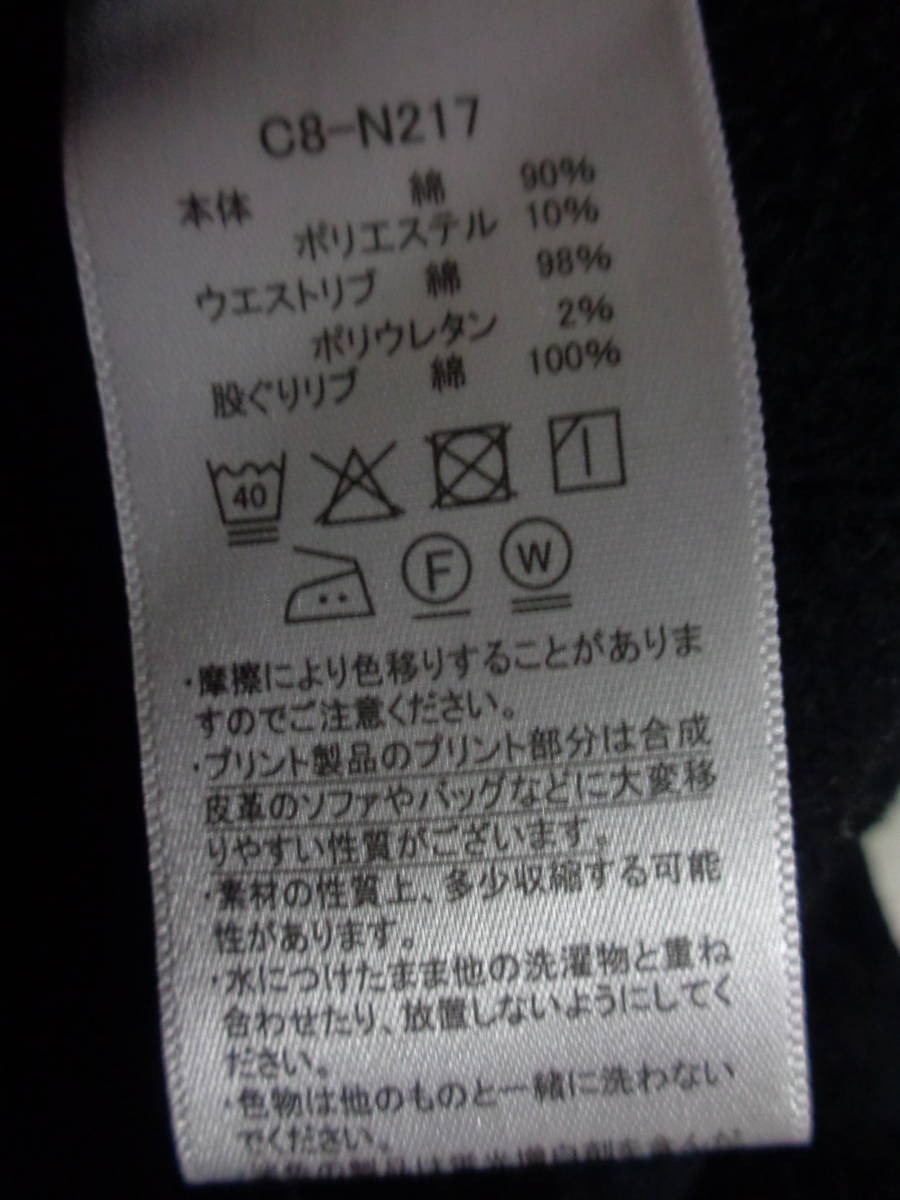 C8-N217
本体 綿 90%
ポリエステル 10%
ウエストリブ 綿 98%
ポリウレタン 2%
股ぐりリブ 綿 100%
40
F W
・摩擦により色移りすることがありま
すのでご注意ください。
・プリント製品のプリント部分は合成
皮革のソファやバッグなどに大変移
りやすい性質がございます。
・素材の性質上、多少収縮する可能
性があります。
・水につけたまま他の洗濯物と重ね
合わせたり、放置しないようにしてく
ださい。
・色物は他のものと一緒に洗わない
でください。